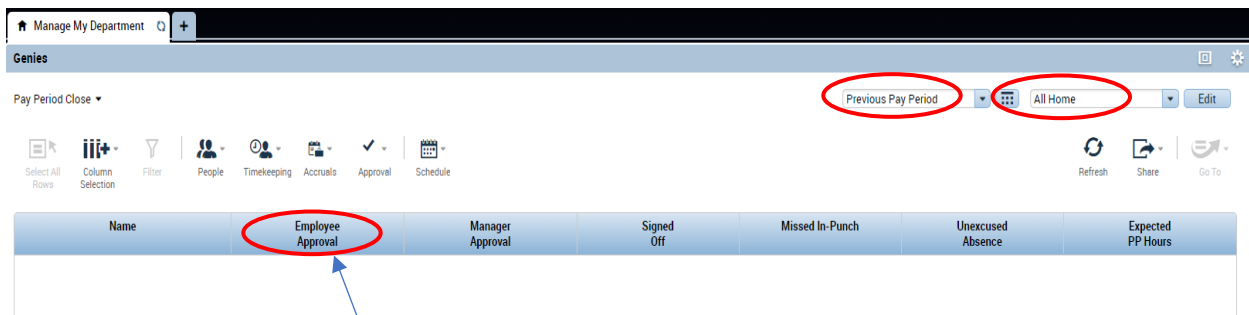 Manage My Department +
Genies
Pay Period Close Previous Pay Period All Home Edit
Select All Rows Column Selection Filter People Timekeeping Accruals Approval Schedule Refresh Share Go To
Name Employee Approval Manager Approval Signed Off Missed In-Punch Unexcused Absence Expected PP Hours